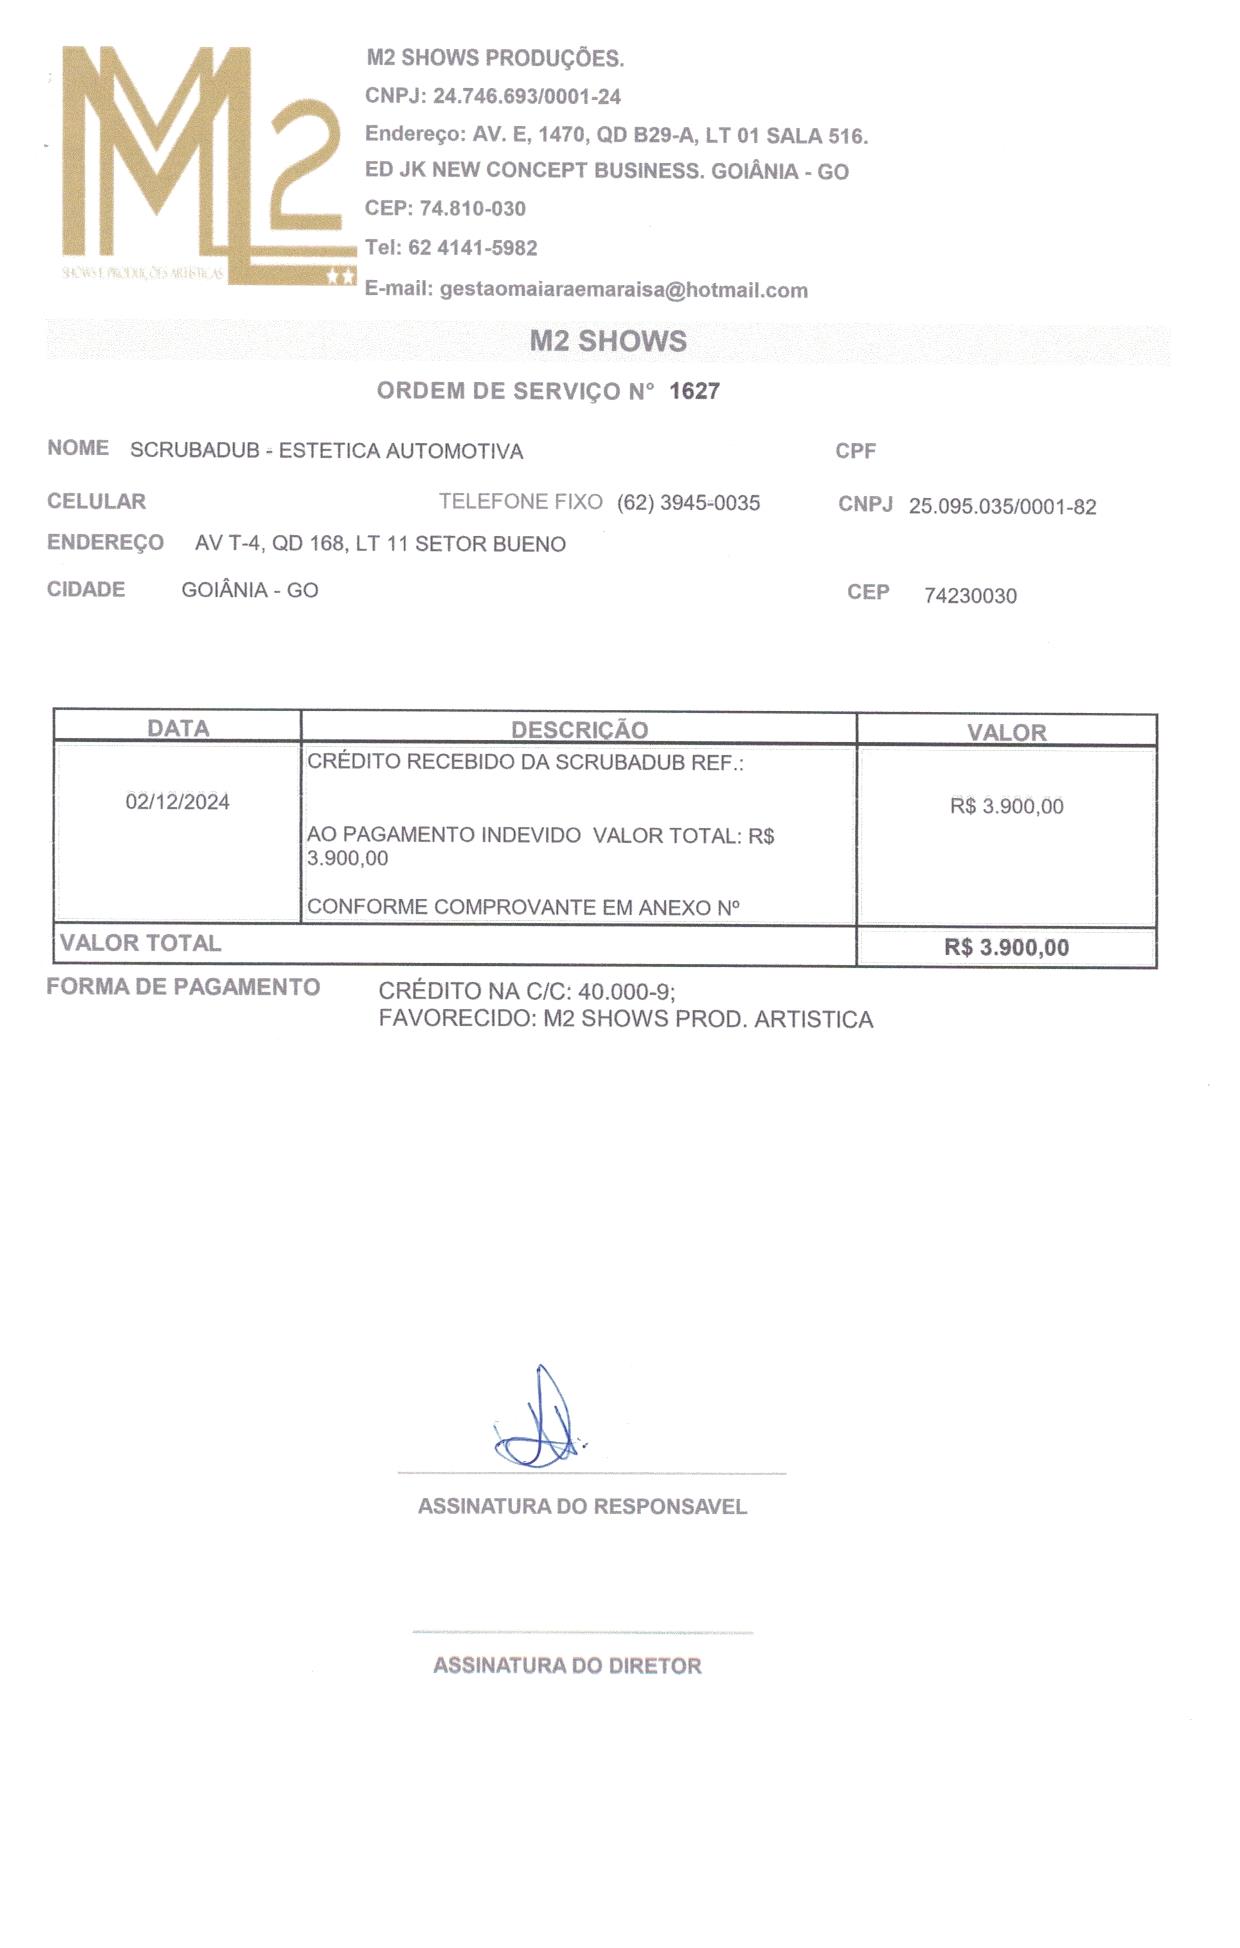 M2
SHOWS E PRODUÇÕES ARTÍSTICAS
M2 SHOWS PRODUÇÕES.
CNPJ: 24.746.693/0001-24
Endereço: AV. E, 1470, QD B29-A, LT 01 SALA 516.
ED JK NEW CONCEPT BUSINESS. GOIÂNIA - GO
CEP: 74.810-030
Tel: 62 4141-5982
E-mail: gestaomaiaraemaraisa@hotmail.com
M2 SHOWS
ORDEM DE SERVIÇO N° 1627
NOME SCRUBADUB - ESTETICA AUTOMOTIVA CPF
CELULAR TELEFONE FIXO (62) 3945-0035 CNPJ 25.095.035/0001-82
ENDEREÇO AV T-4, QD 168, LT 11 SETOR BUENO
CIDADE GOIÂNIA - GO CEP 74230030
DATA DESCRIÇÃO VALOR
CRÉDITO RECEBIDO DA SCRUBADUB REF.:
02/12/2024 R$ 3.900,00
AO PAGAMENTO INDEVIDO VALOR TOTAL: R$
3.900,00
CONFORME COMPROVANTE EM ANEXO Nº
VALOR TOTAL R$ 3.900,00
FORMA DE PAGAMENTO CRÉDITO NA C/C: 40.000-9;
FAVORECIDO: M2 SHOWS PROD. ARTISTICA
ASSINATURA DO RESPONSAVEL
ASSINATURA DO DIRETOR